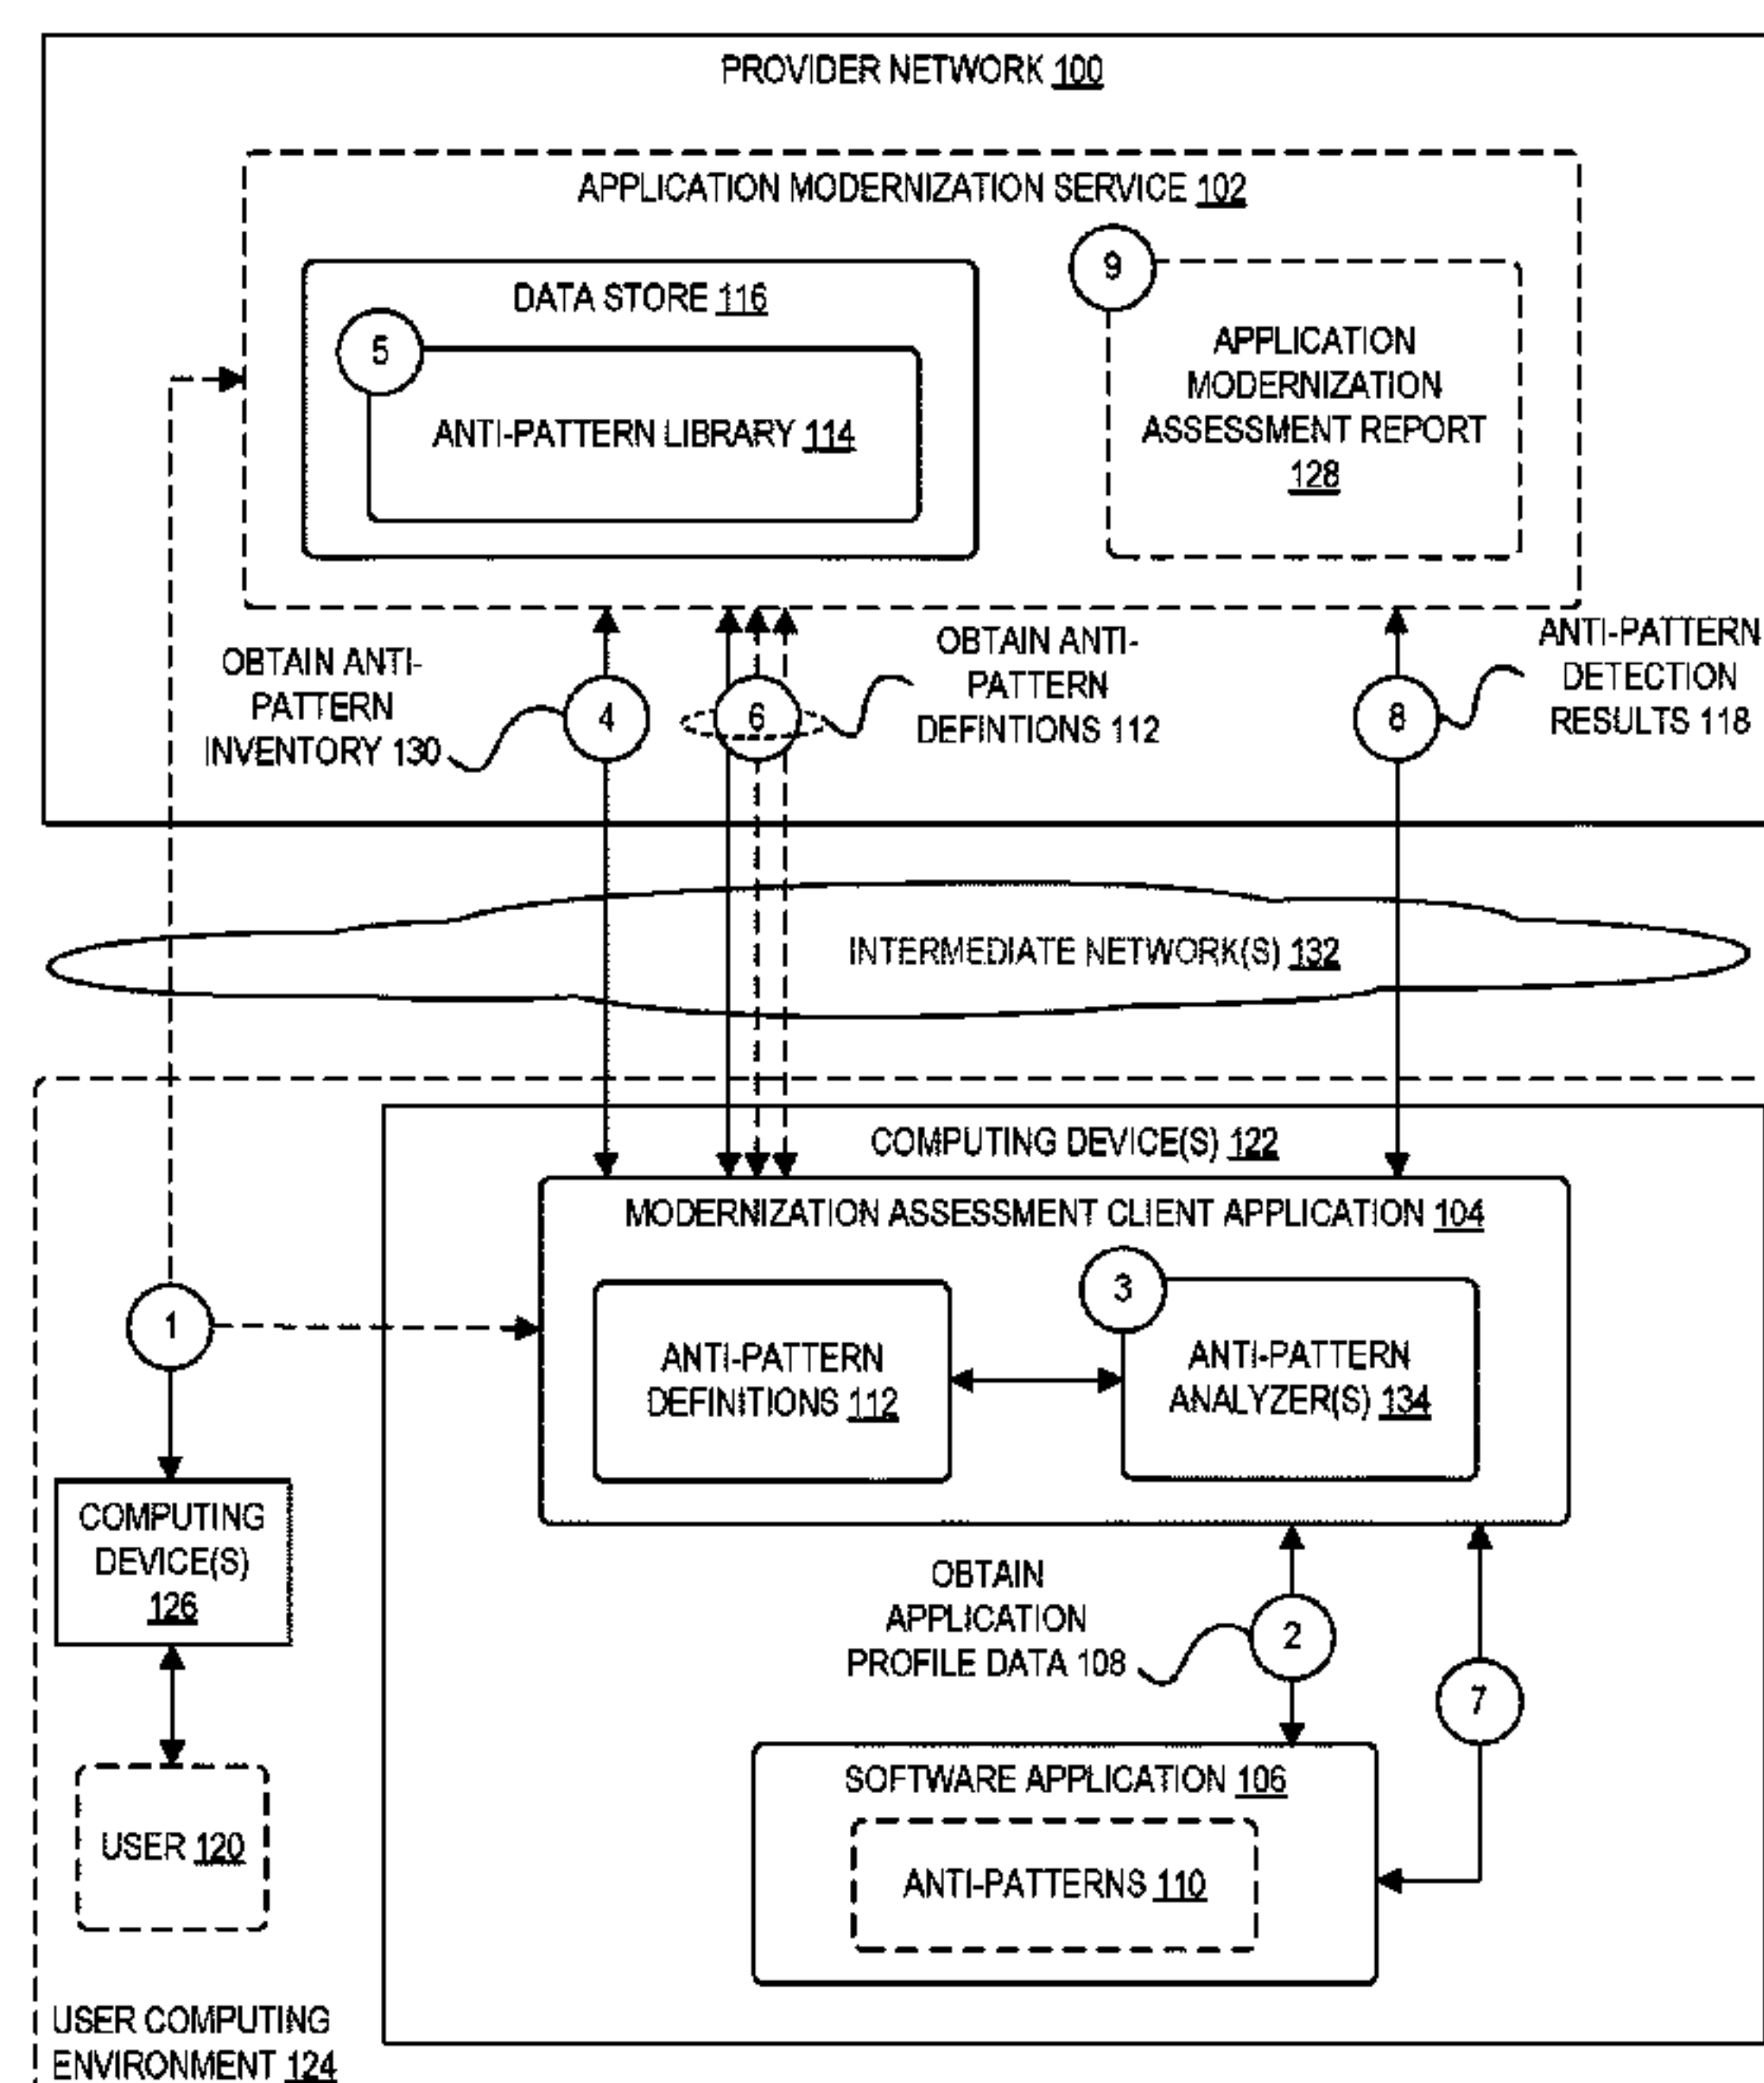 PROVIDER NETWORK 100
APPLICATION MODERNIZATION SERVICE 102
DATA STORE 116
5
ANTI-PATTERN LIBRARY 114
9
APPLICATION
MODERNIZATION
ASSESSMENT REPORT
128
OBTAIN ANTI-
PATTERN
INVENTORY 130
4
6
OBTAIN ANTI-
PATTERN
DEFINTIONS 112
8
ANTI-PATTERN
DETECTION
RESULTS 118
INTERMEDIATE NETWORK(S) 132
COMPUTING DEVICE(S) 122
MODERNIZATION ASSESSMENT CLIENT APPLICATION 104
1
ANTI-PATTERN
DEFINITIONS 112
3
ANTI-PATTERN
ANALYZER(S) 134
COMPUTING
DEVICE(S)
126
OBTAIN
APPLICATION
PROFILE DATA 108
2
7
SOFTWARE APPLICATION 106
ANTI-PATTERNS 110
USER 120
USER COMPUTING
ENVIRONMENT 124